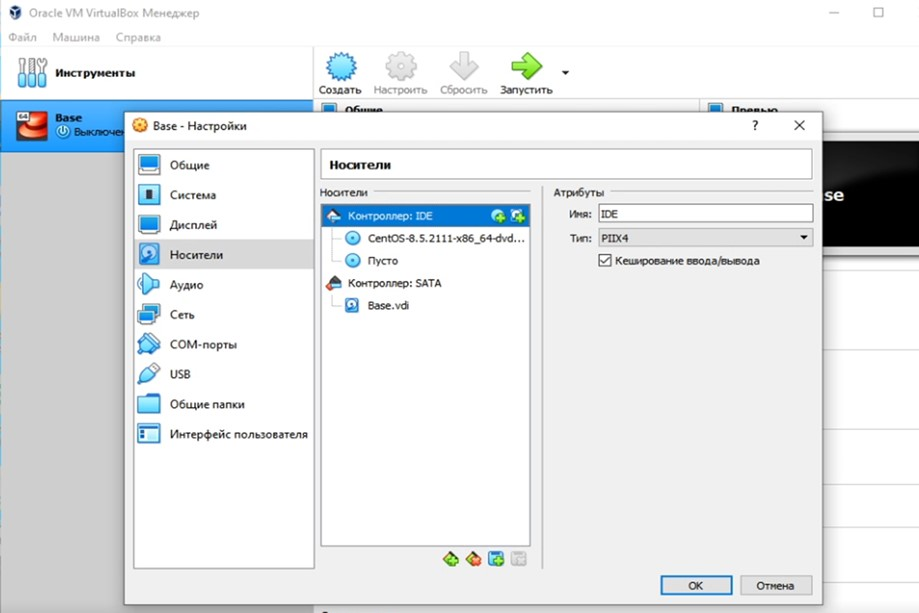 Oracle VM VirtualBox Менеджер
Файл Машина Справка
Инструменты
Создать Настроить Сбросить Запустить
64
Base
Выключен
Общие
Превью
Base - Настройки
?
Общие
Система
Дисплей
Носители
Аудио
Сеть
COM-порты
USB
Общие папки
Интерфейс пользователя
Носители
Носители
Контроллер: IDE
CentOS-8.5.2111-x86_64-dvd...
Пусто
Контроллер: SATA
Base.vdi
Атрибуты
Имя: IDE
Тип: PIIX4
Кеширование ввода/вывода
se
OK Отмена